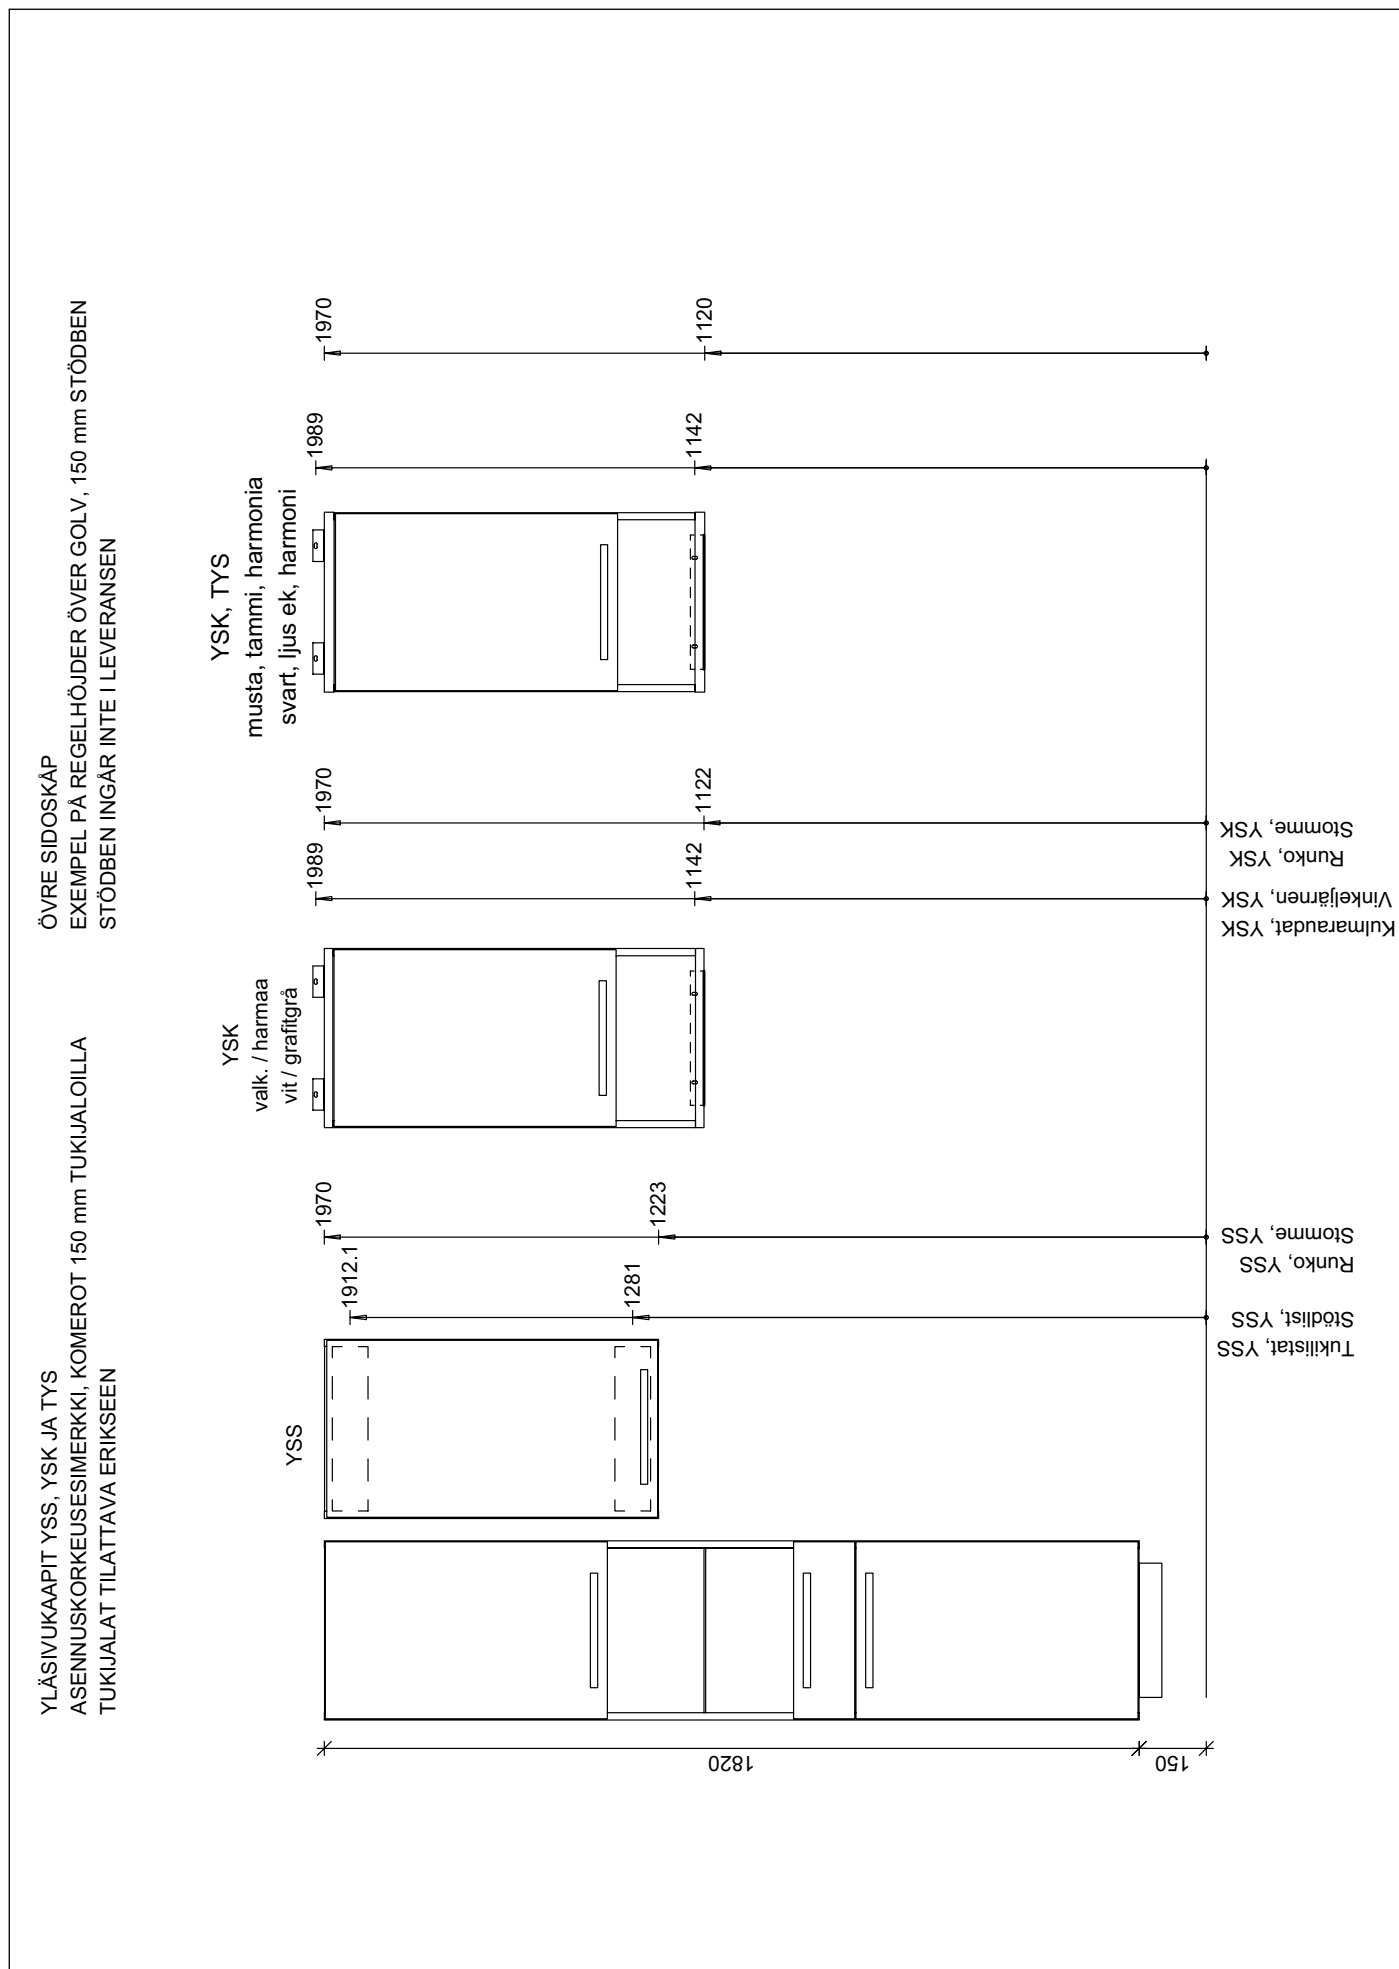 YLÄSIVUKAAPIT YSS, YSK JA TYS
ASENNUSKORKEUSESIMERKKI, KOMEROT 150 mm TUKIJALOILLA
TUKIJALAT TILATTAVA ERIKSEEN
ÖVRE SIDOSKÅP
EXEMPEL PÅ REGELHÖJDER ÖVER GOLV, 150 mm STÖDBEN
STÖDBEN INGÅR INTE I LEVERANSEN
1820
150
YSS
1912.1
1281
Tukilistat, YSS
Stödlist, YSS
1970
1223
Runko, YSS
Stomme, YSS
YSK
valk. / harmaa
vit / grafitgrå
1989
1142
Kulmaraudat, YSK
Vinkeljärnen, YSK
1970
1122
Runko, YSK
Stomme, YSK
YSK, TYS
musta, tammi, harmonia
svart, ljus ek, harmoni
1989
1142
1970
1120